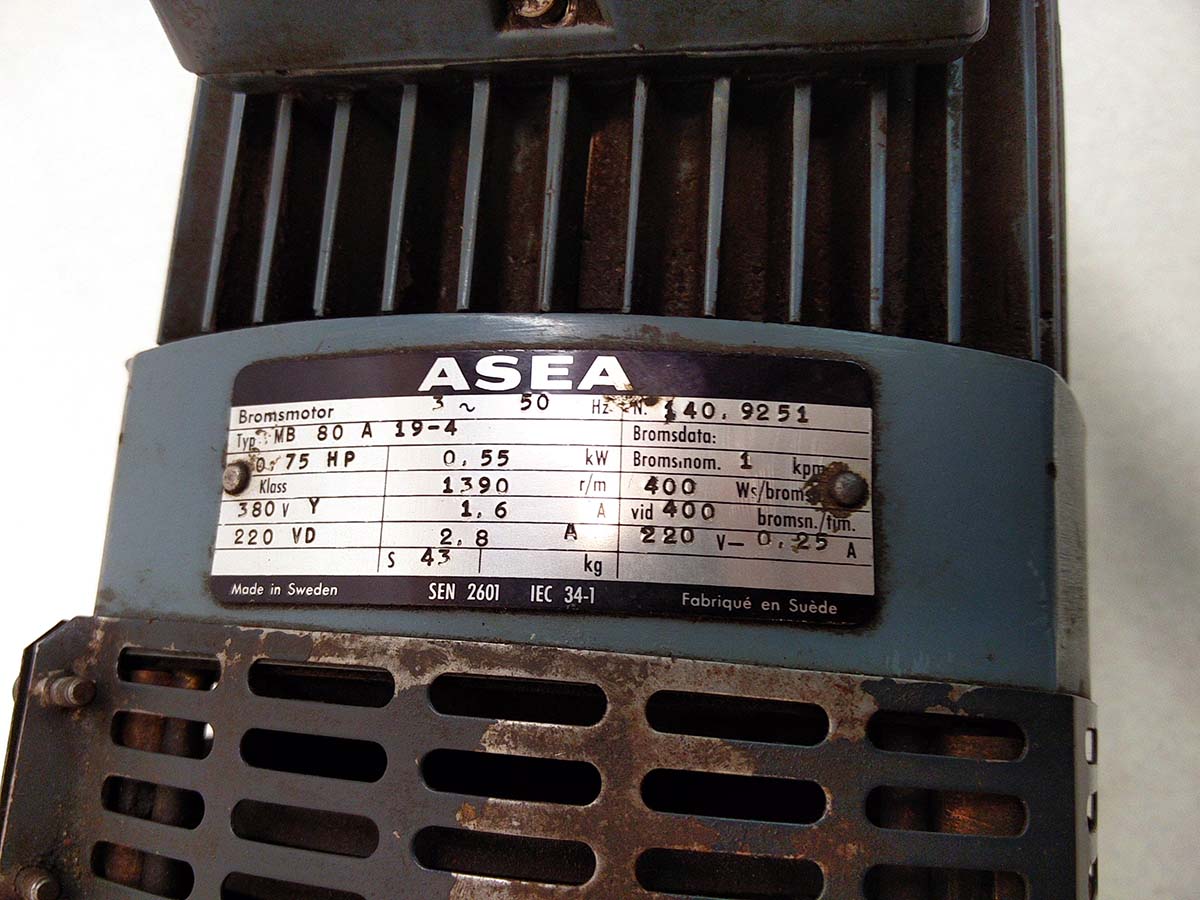 ASEA
Bromsmotor 3 ~ 50 Hz N. 140.9251
Typ MB 80 A 19-4 Bromsdata:
0,75 HP 0,55 kW Bromsnom. 1 kpm
Klass 1390 r/m 400 Ws/broms
380 V Y 1,6 A vid 400 bromsn./tim.
220 VD 2,8 A 220 V— 0,25 A
S 43 kg
Made in Sweden SEN 2601 IEC 34-1 Fabriqué en Suède